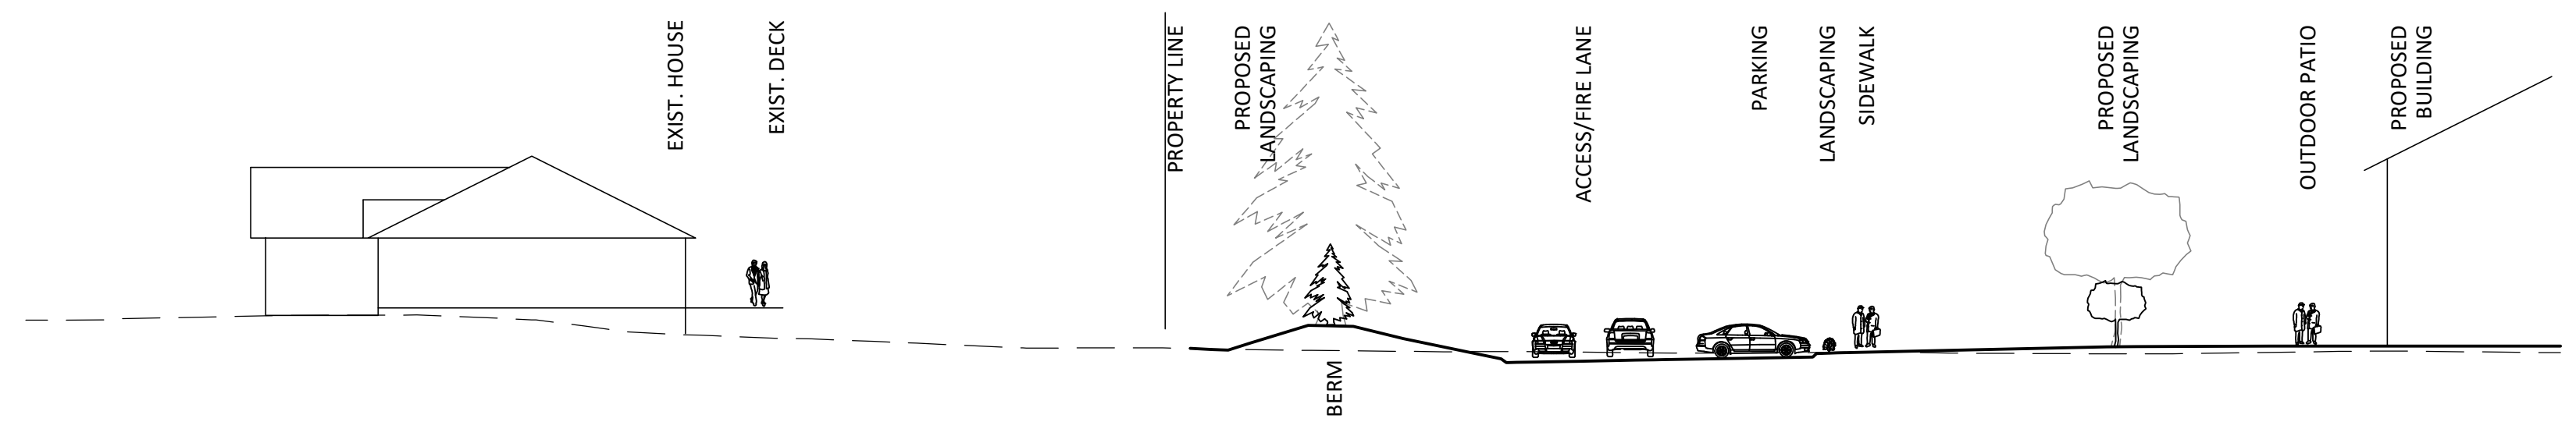 EXIST. HOUSE
EXIST. DECK
PROPERTY LINE
PROPOSED
LANDSCAPING
BERM
ACCESS/FIRE LANE
PARKING
LANDSCAPING
SIDEWALK
PROPOSED
LANDSCAPING
OUTDOOR PATIO
PROPOSED
BUILDING